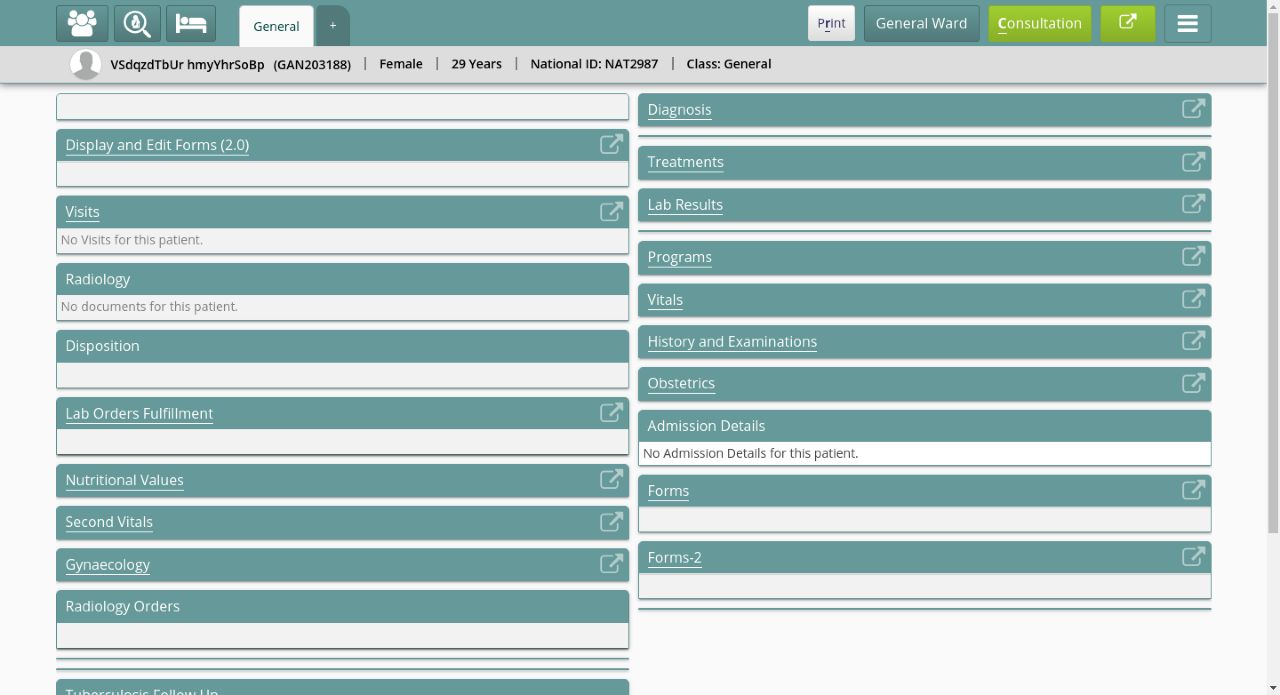 General
+
Print
General Ward
Consultation
VSdqzdTbUr hmyYhrSoBp (GAN203188) | Female | 29 Years | National ID: NAT2987 | Class: General
Display and Edit Forms (2.0)
Visits
No Visits for this patient.
Radiology
No documents for this patient.
Disposition
Lab Orders Fulfillment
Nutritional Values
Second Vitals
Gynaecology
Radiology Orders
Tuberculosis Follow Up
Diagnosis
Treatments
Lab Results
Programs
Vitals
History and Examinations
Obstetrics
Admission Details
No Admission Details for this patient.
Forms
Forms-2